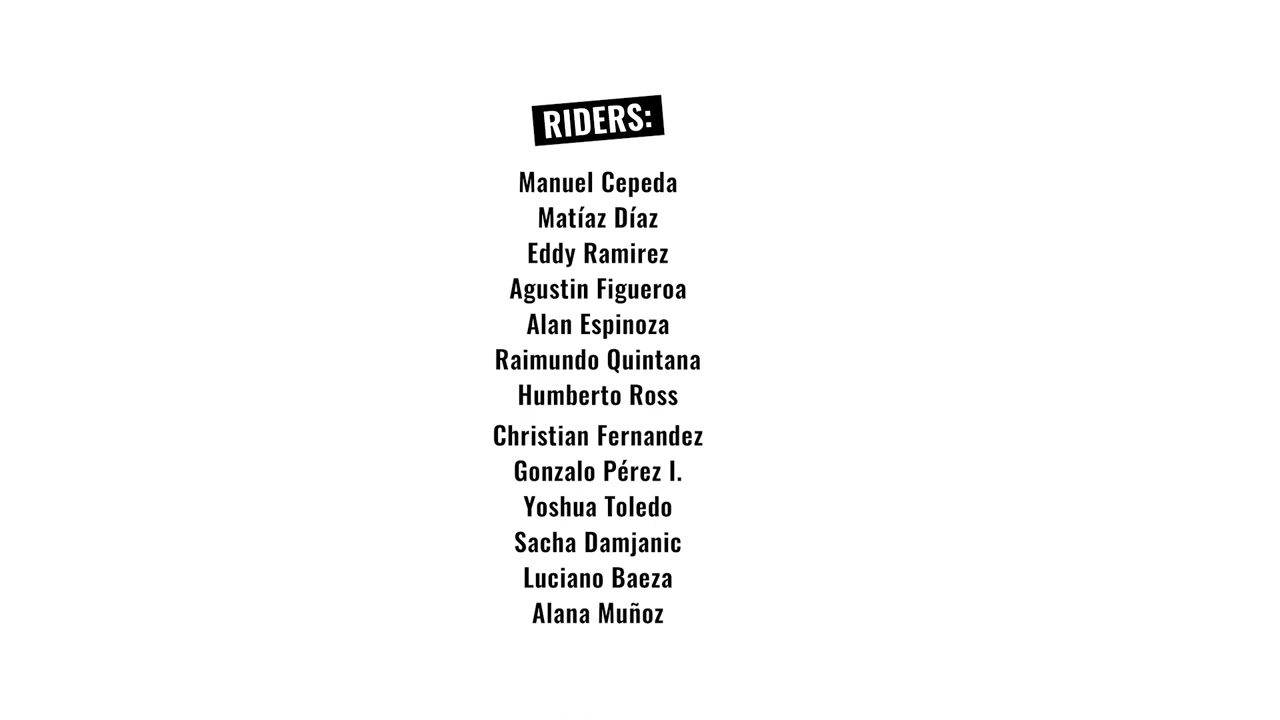 RIDERS:
Manuel Cepeda
Matíaz Díaz
Eddy Ramirez
Agustin Figueroa
Alan Espinoza
Raimundo Quintana
Humberto Ross
Christian Fernandez
Gonzalo Pérez I.
Yoshua Toledo
Sacha Damjanic
Luciano Baeza
Alana Muñoz